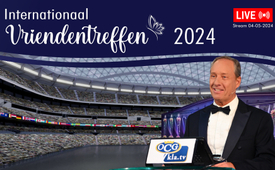 Internationaal
Vriendentreffen 2024
LIVE
Stream 04-05-2024
OCG
kla.tv